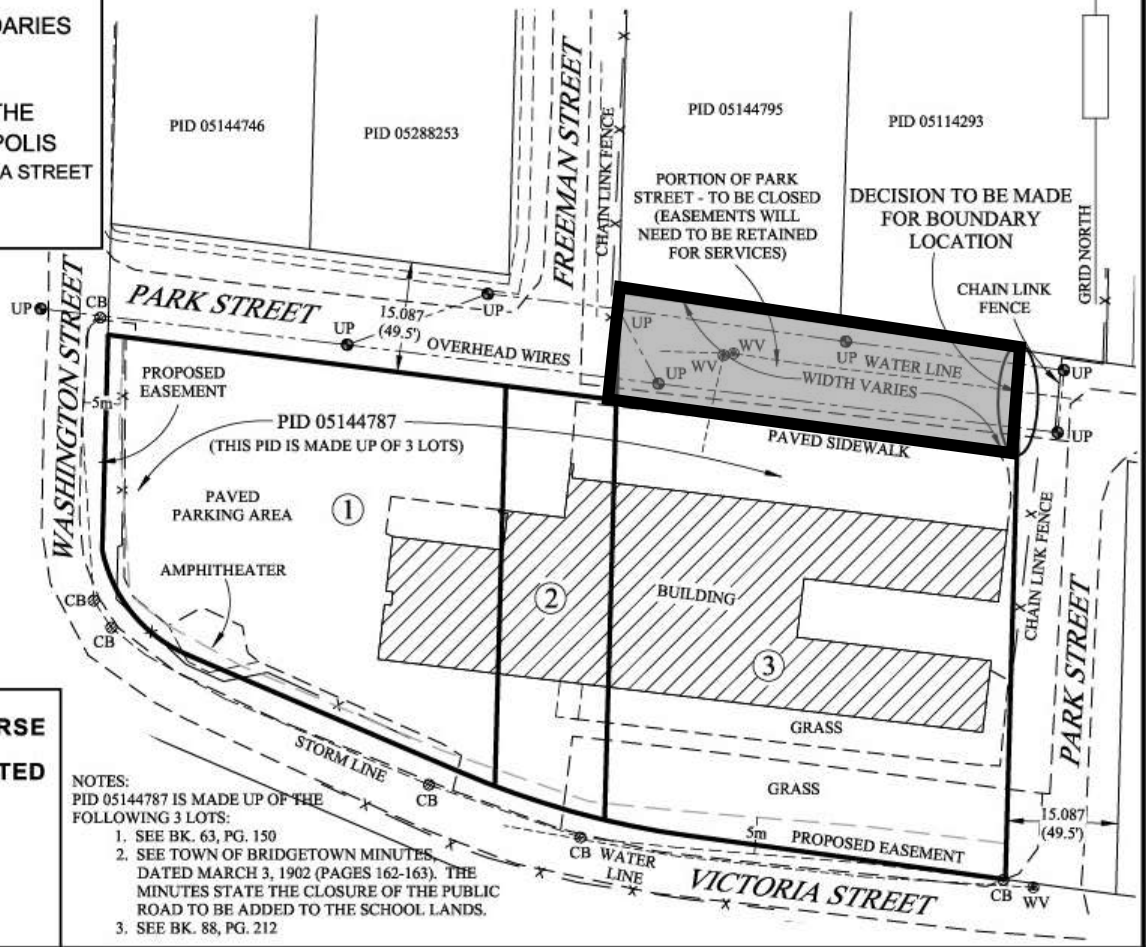 DARIES
THE
POLIS
A STREET
PID 05144746
PID 05288253
FREEMAN STREET
CHAIN LINK FENCE
PID 05144795
PID 05114293
PORTION OF PARK
STREET - TO BE CLOSED
(EASEMENTS WILL
NEED TO BE RETAINED
FOR SERVICES)
DECISION TO BE MADE
FOR BOUNDARY
LOCATION
GRID NORTH
CHAIN LINK
FENCE
WASHINGTON STREET
UP
CB
PARK STREET
UP
15.087
(49.5')
UP
OVERHEAD WIRES
UP
UP
WV
WV
UP
WATER LINE
WIDTH VARIES
UP
UP
PAVED SIDEWALK
PROPOSED
EASEMENT
5m
PID 05144787
(THIS PID IS MADE UP OF 3 LOTS)
PAVED
PARKING AREA
1
AMPHITHEATER
2
BUILDING
3
CHAIN LINK FENCE
PARK STREET
CB
CB
GRASS
GRASS
STORM LINE
CB
15.087
(49.5')
5m
PROPOSED EASEMENT
CB
WATER
LINE
VICTORIA STREET
CB
WV
RSE
TED
NOTES:
PID 05144787 IS MADE UP OF THE
FOLLOWING 3 LOTS:
1. SEE BK. 63, PG. 150
2. SEE TOWN OF BRIDGETOWN MINUTES,
DATED MARCH 3, 1902 (PAGES 162-163). THE
MINUTES STATE THE CLOSURE OF THE PUBLIC
ROAD TO BE ADDED TO THE SCHOOL LANDS.
3. SEE BK. 88, PG. 212